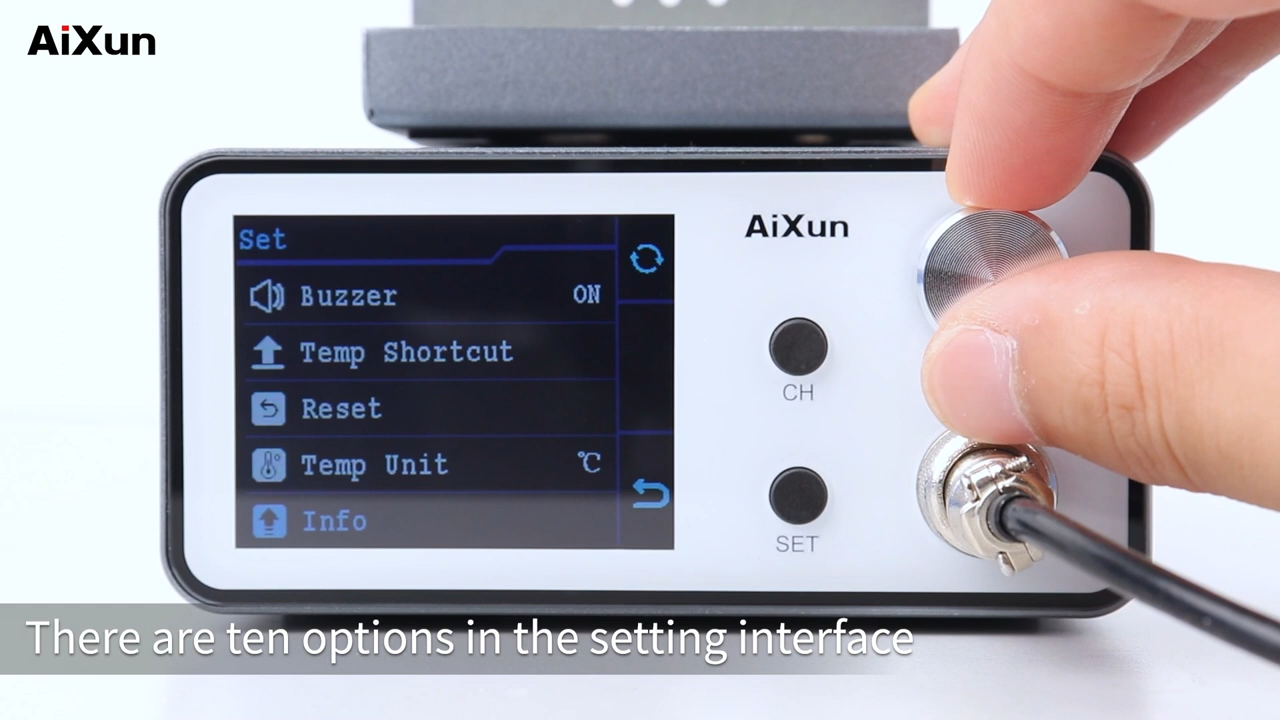 AiXun
AiXun
Set
Buzzer ON
Temp Shortcut
Reset
Temp Unit ℃
Info
CH
SET
There are ten options in the setting interface